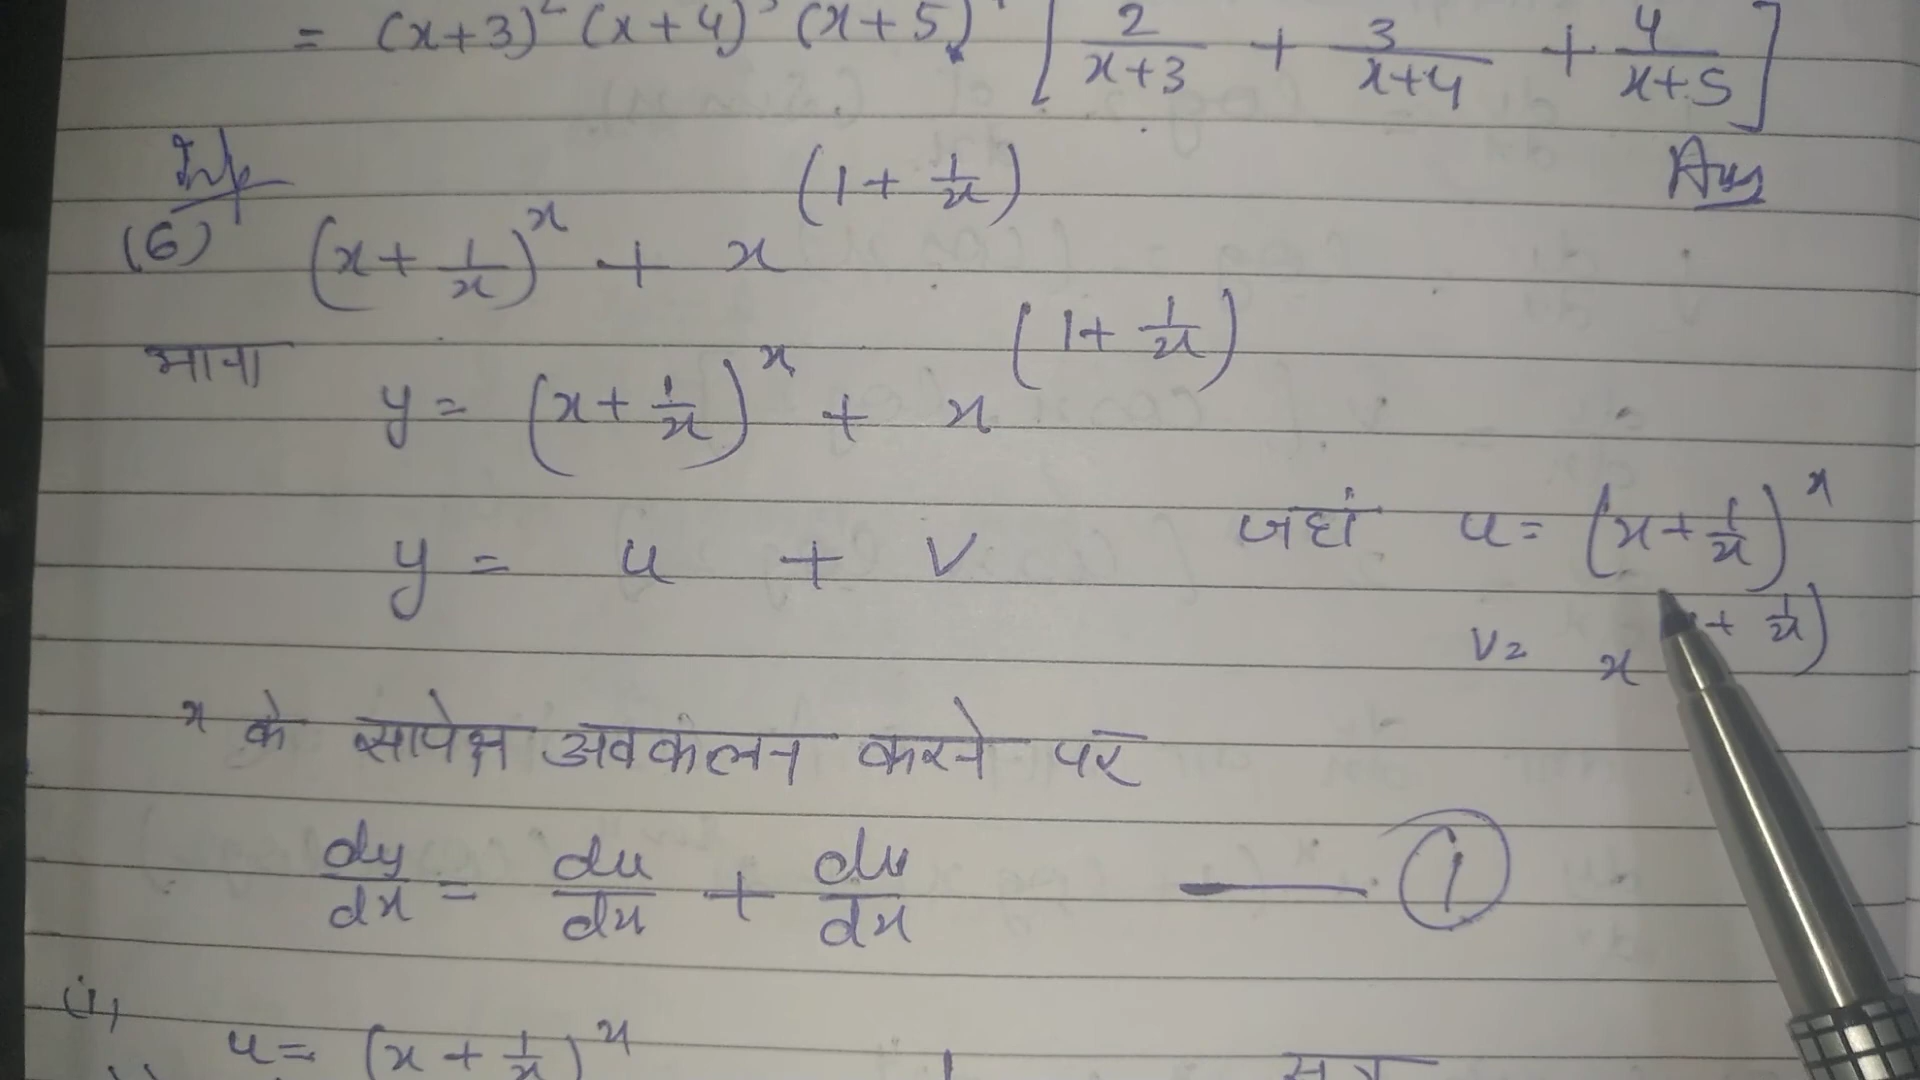 = (x+3)² (x+4)³ (x+5)⁴ [2/(x+3) + 3/(x+4) + 4/(x+5)]
Ans
(6) (x + 1/x)^x + x^(1 + 1/x)
माना y = (x + 1/x)^x + x^(1 + 1/x)
y = u + v जहां u = (x + 1/x)^x
v = x + 1/x)
x के सापेक्ष अवकलन करने पर
dy/dx = du/dx + dv/dx —— ①
(i)
u = (x + 1/x)^x